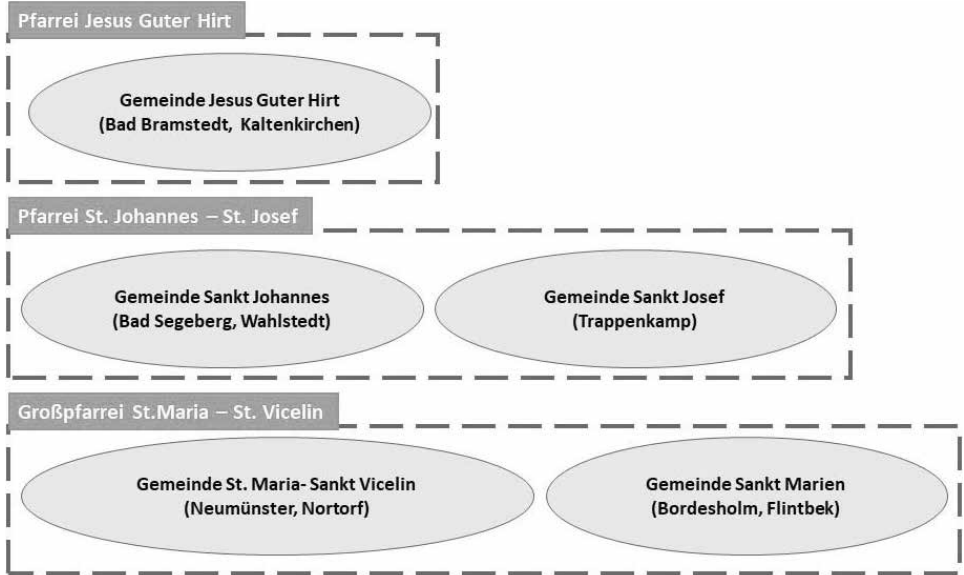 Pfarrei Jesus Guter Hirt
Gemeinde Jesus Guter Hirt
(Bad Bramstedt, Kaltenkirchen)
Pfarrei St. Johannes – St. Josef
Gemeinde Sankt Johannes
(Bad Segeberg, Wahlstedt)
Gemeinde Sankt Josef
(Trappenkamp)
Großpfarrei St.Maria – St. Vicelin
Gemeinde St. Maria- Sankt Vicelin
(Neumünster, Nortorf)
Gemeinde Sankt Marien
(Bordesholm, Flintbek)